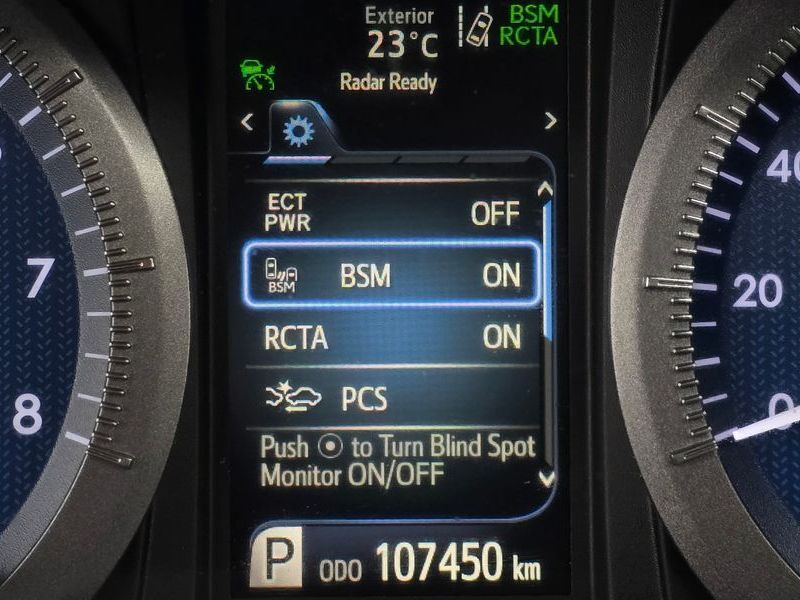 Exterior
23°C
BSM
RCTA
Radar Ready
ECT
PWR
OFF
BSM
BSM
ON
RCTA
ON
PCS
Push ⦿ to Turn Blind Spot
Monitor ON/OFF
P
ODO 107450 km
7
8
40
20
0